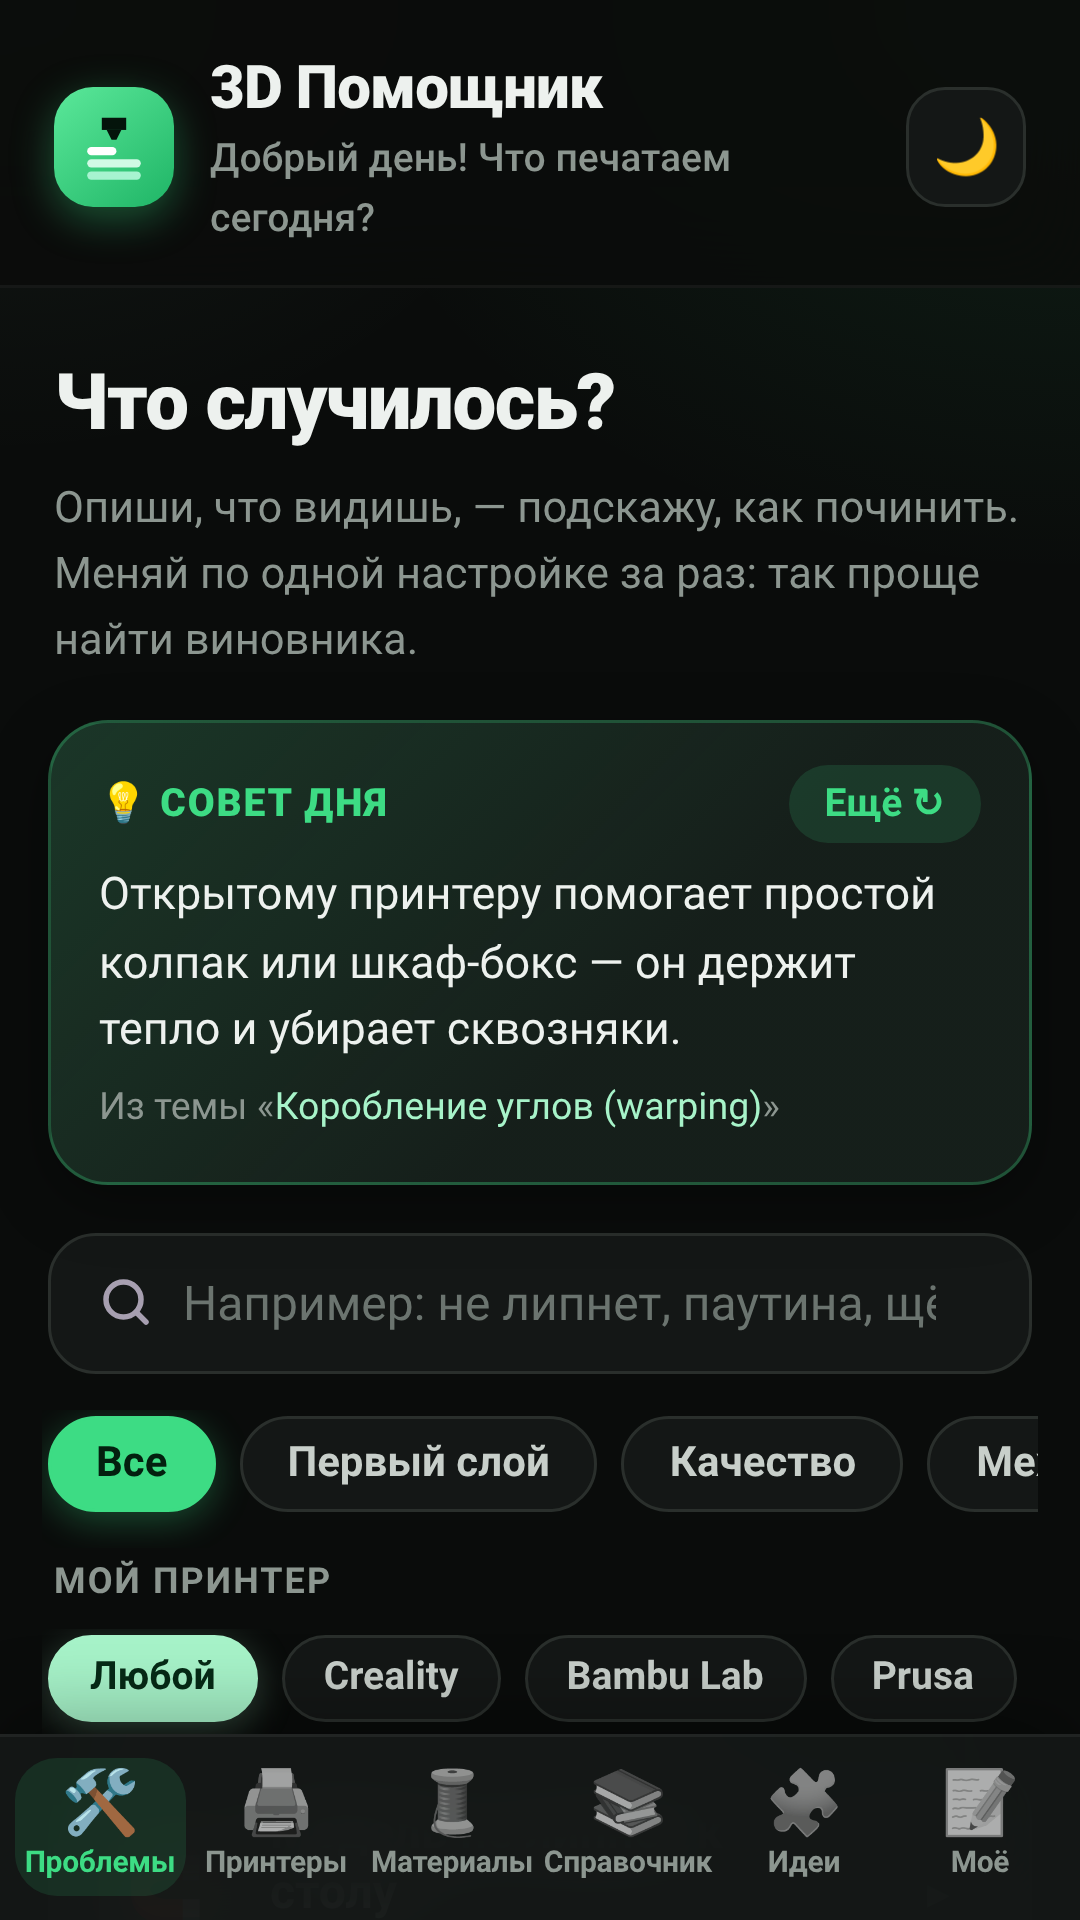 3D Помощник
Добрый день! Что печатаем
сегодня?
Что случилось?
Опиши, что видишь, — подскажу, как починить.
Меняй по одной настройке за раз: так проще
найти виновника.
💡 СОВЕТ ДНЯ
Ещё ↻
Открытому принтеру помогает простой
колпак или шкаф-бокс — он держит
тепло и убирает сквозняки.
Из темы «Коробление углов (warping)»
Например: не липнет, паутина, щё
Все
Первый слой
Качество
МОЙ ПРИНТЕР
Любой
Creality
Bambu Lab
Prusa
столу
Проблемы
Принтеры
Материалы
Справочник
Идеи
Моё